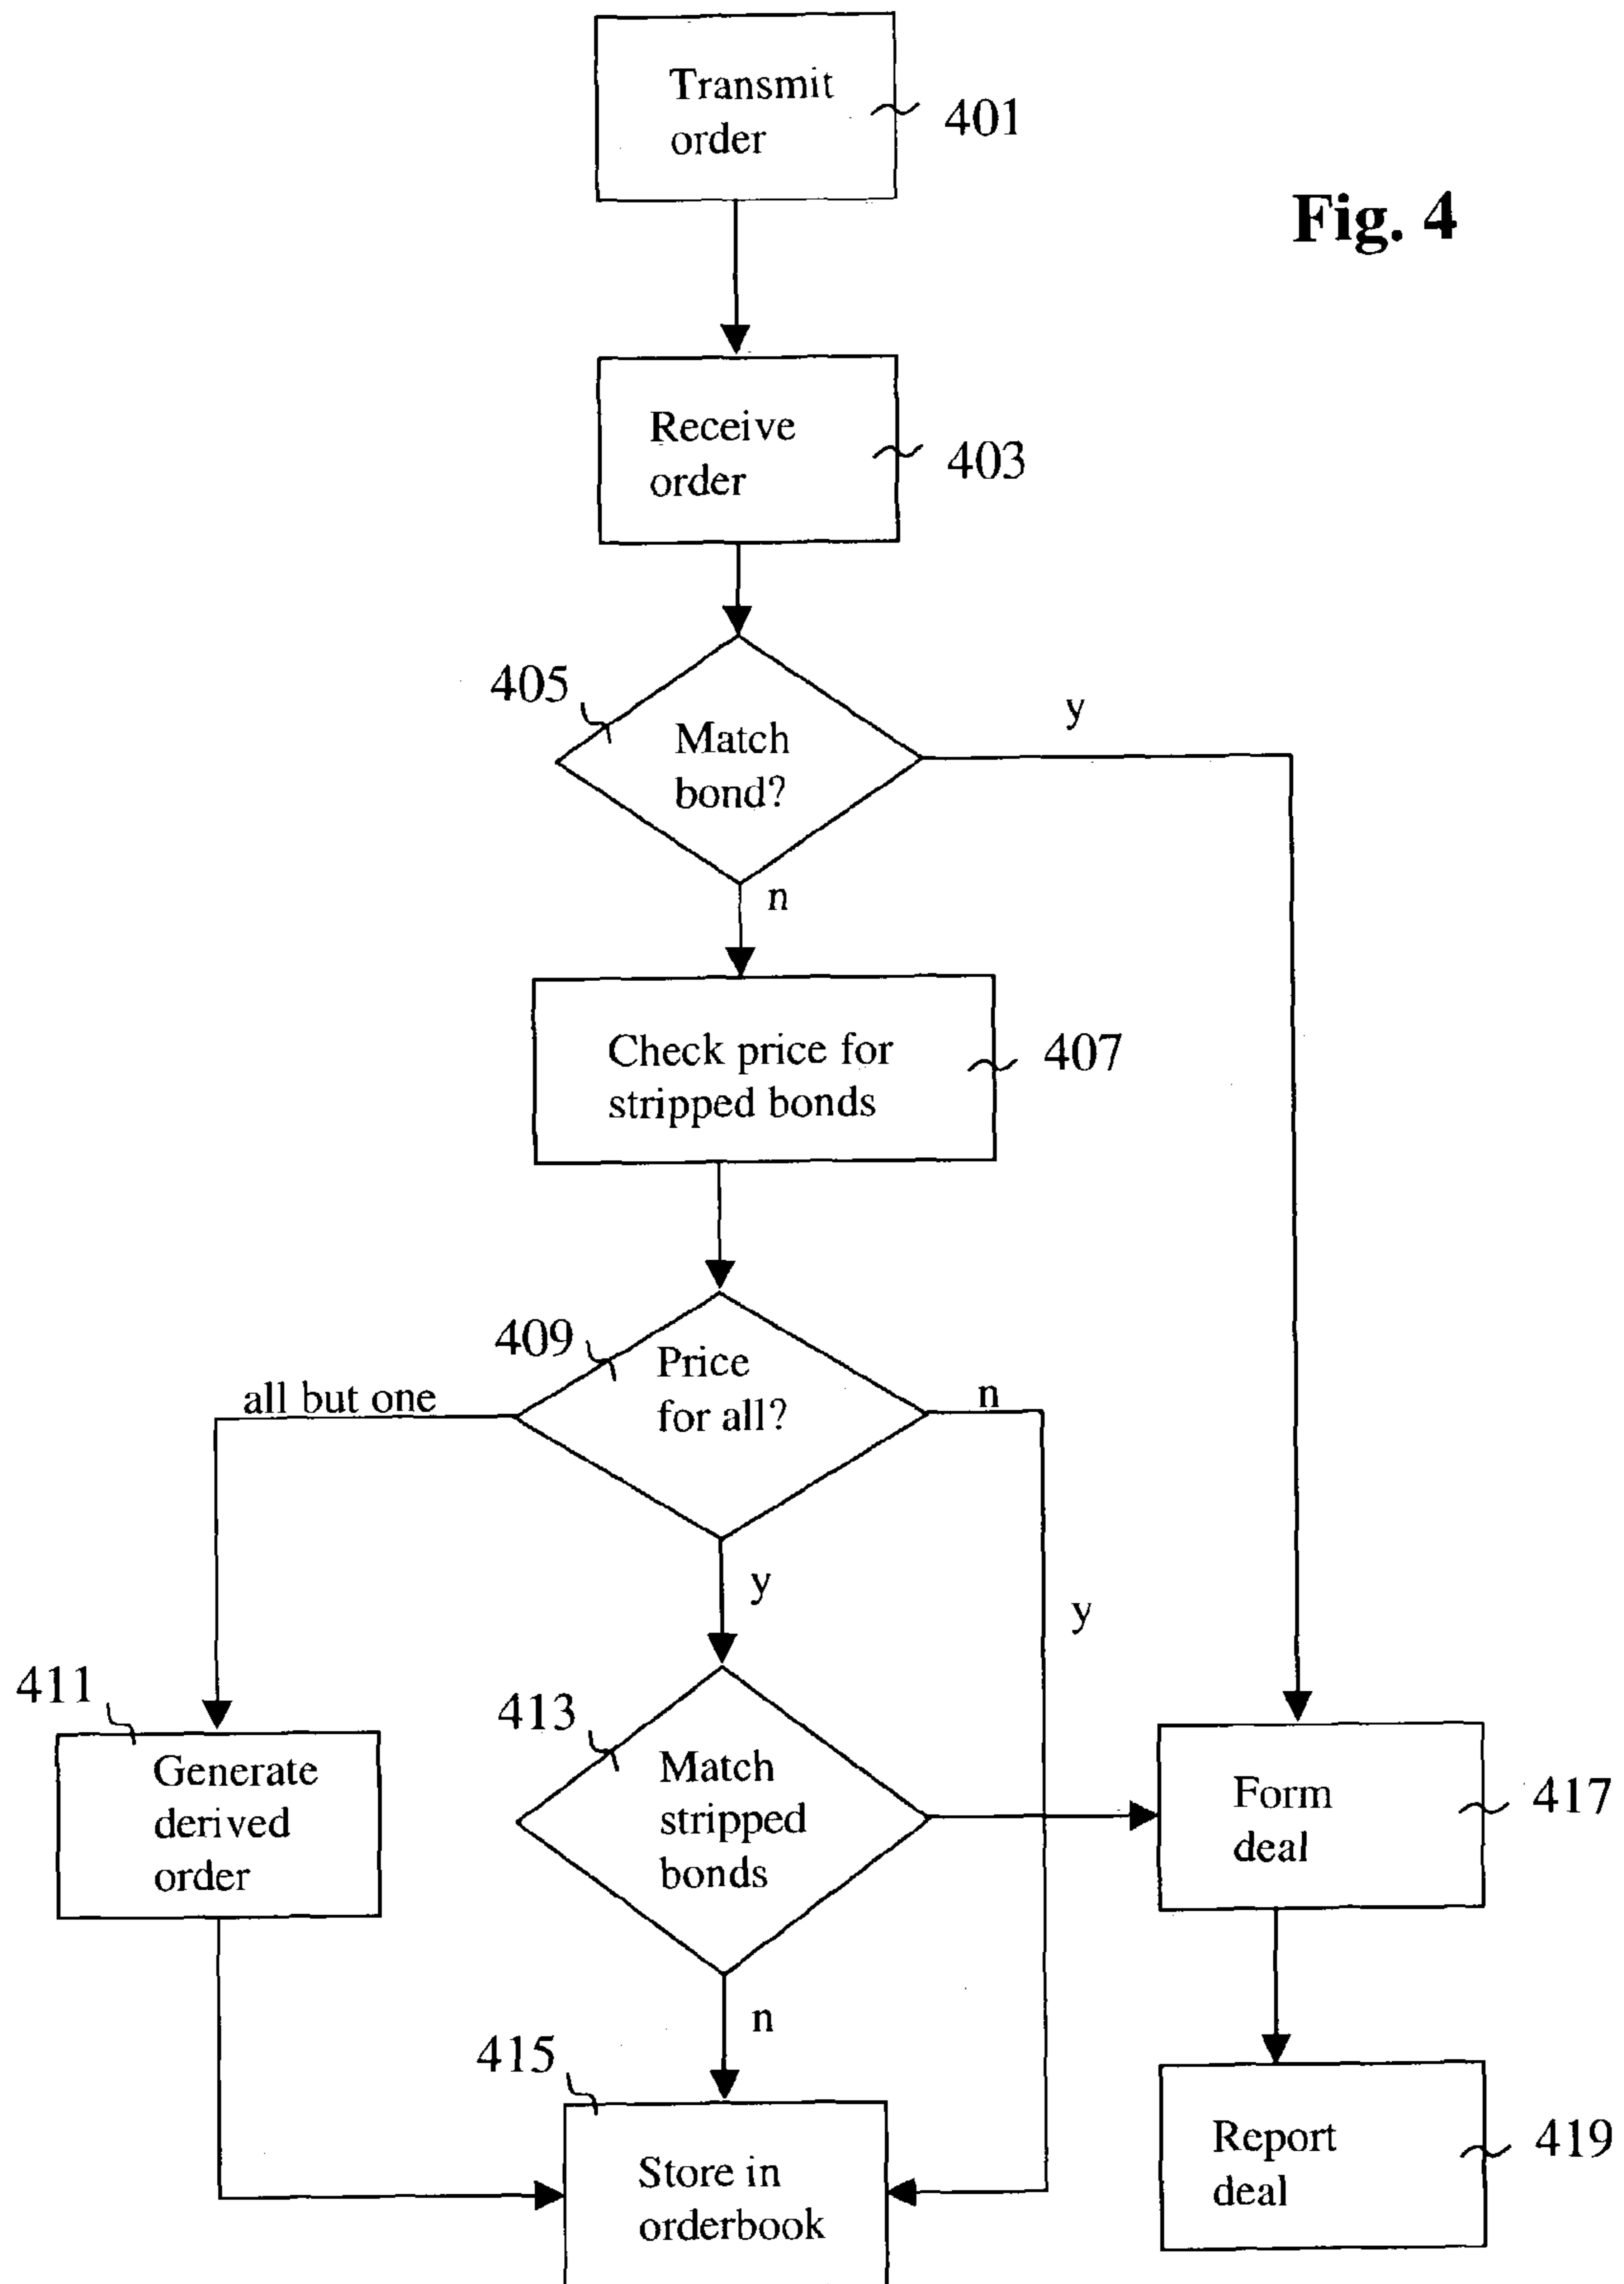 Transmit
order
401
Fig. 4
Receive
order
403
405
Match
bond?
y
n
Check price for
stripped bonds
407
409
Price
for all?
all but one
n
y
y
411
Generate
derived
order
413
Match
stripped
bonds
Form
deal
417
n
415
Store in
orderbook
Report
deal
419